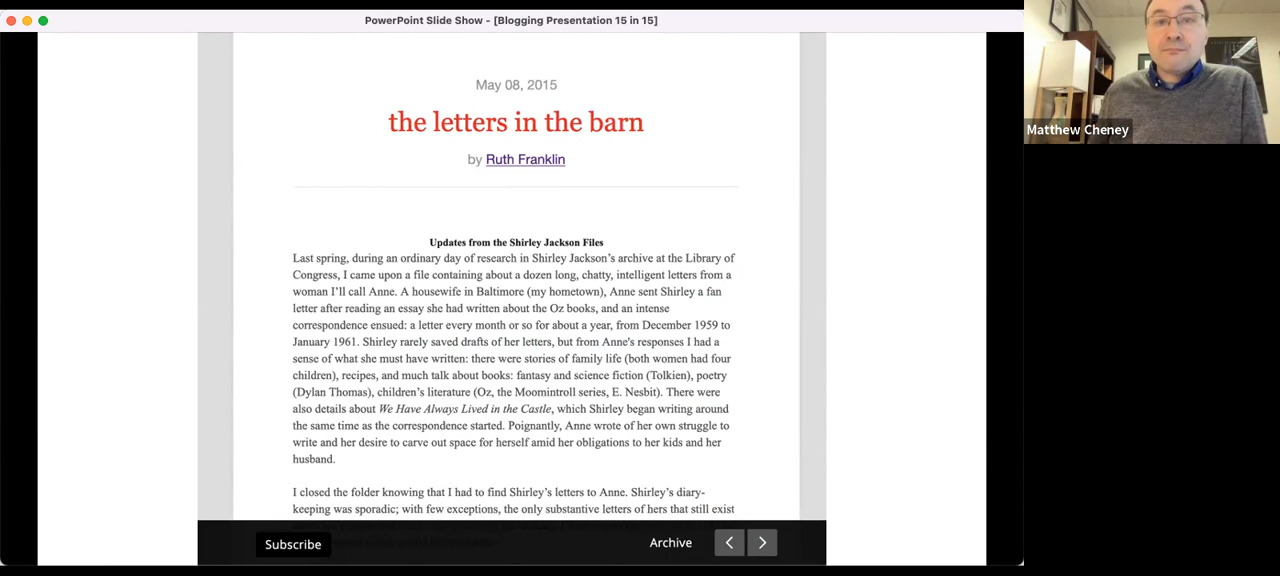 PowerPoint Slide Show - [Blogging Presentation 15 in 15]
May 08, 2015
the letters in the barn
by Ruth Franklin
Updates from the Shirley Jackson Files
Last spring, during an ordinary day of research in Shirley Jackson's archive at the Library of
Congress, I came upon a file containing about a dozen long, chatty, intelligent letters from a
woman I'll call Anne. A housewife in Baltimore (my hometown), Anne sent Shirley a fan
letter after reading an essay she had written about the Oz books, and an intense
correspondence ensued: a letter every month or so for about a year, from December 1959 to
January 1961. Shirley rarely saved drafts of her letters, but from Anne's responses I had a
sense of what she must have written: there were stories of family life (both women had four
children), recipes, and much talk about books: fantasy and science fiction (Tolkien), poetry
(Dylan Thomas), children's literature (Oz, the Moomintroll series, E. Nesbit). There were
also details about We Have Always Lived in the Castle, which Shirley began writing around
the same time as the correspondence started. Poignantly, Anne wrote of her own struggle to
write and her desire to carve out space for herself amid her obligations to her kids and her
husband.
I closed the folder knowing that I had to find Shirley's letters to Anne. Shirley's diary-
keeping was sporadic; with few exceptions, the only substantive letters of hers that still exist
Subscribe
Archive
Matthew Cheney